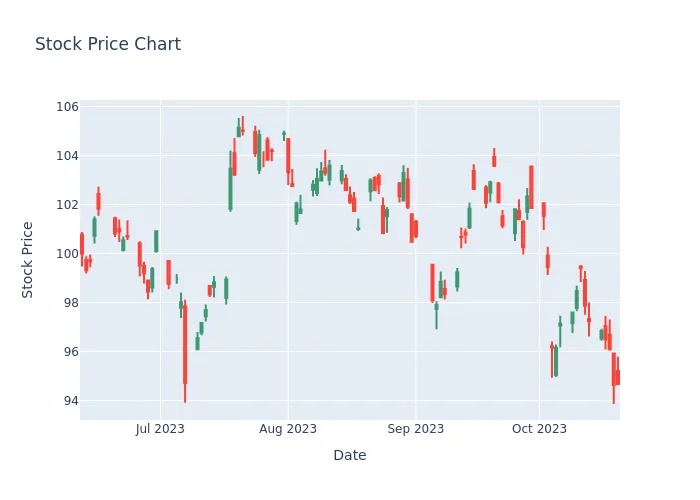 Stock Price Chart
106
104
102
100
98
96
94
Stock Price
Jul 2023
Aug 2023
Sep 2023
Oct 2023
Date